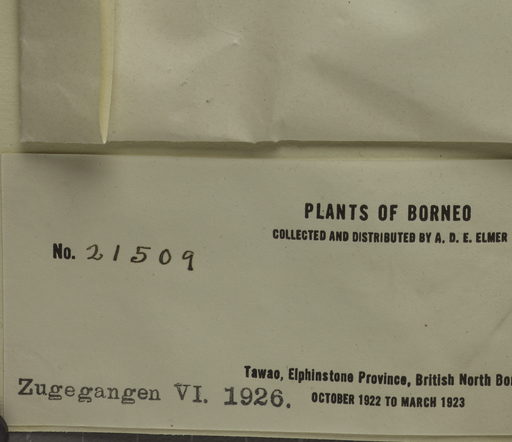 PLANTS OF BORNEO
COLLECTED AND DISTRIBUTED BY A. D. E. ELMER
No. 21509
Tawao, Elphinstone Province, British North Bo
OCTOBER 1922 TO MARCH 1923
Zugegangen VI. 1926.